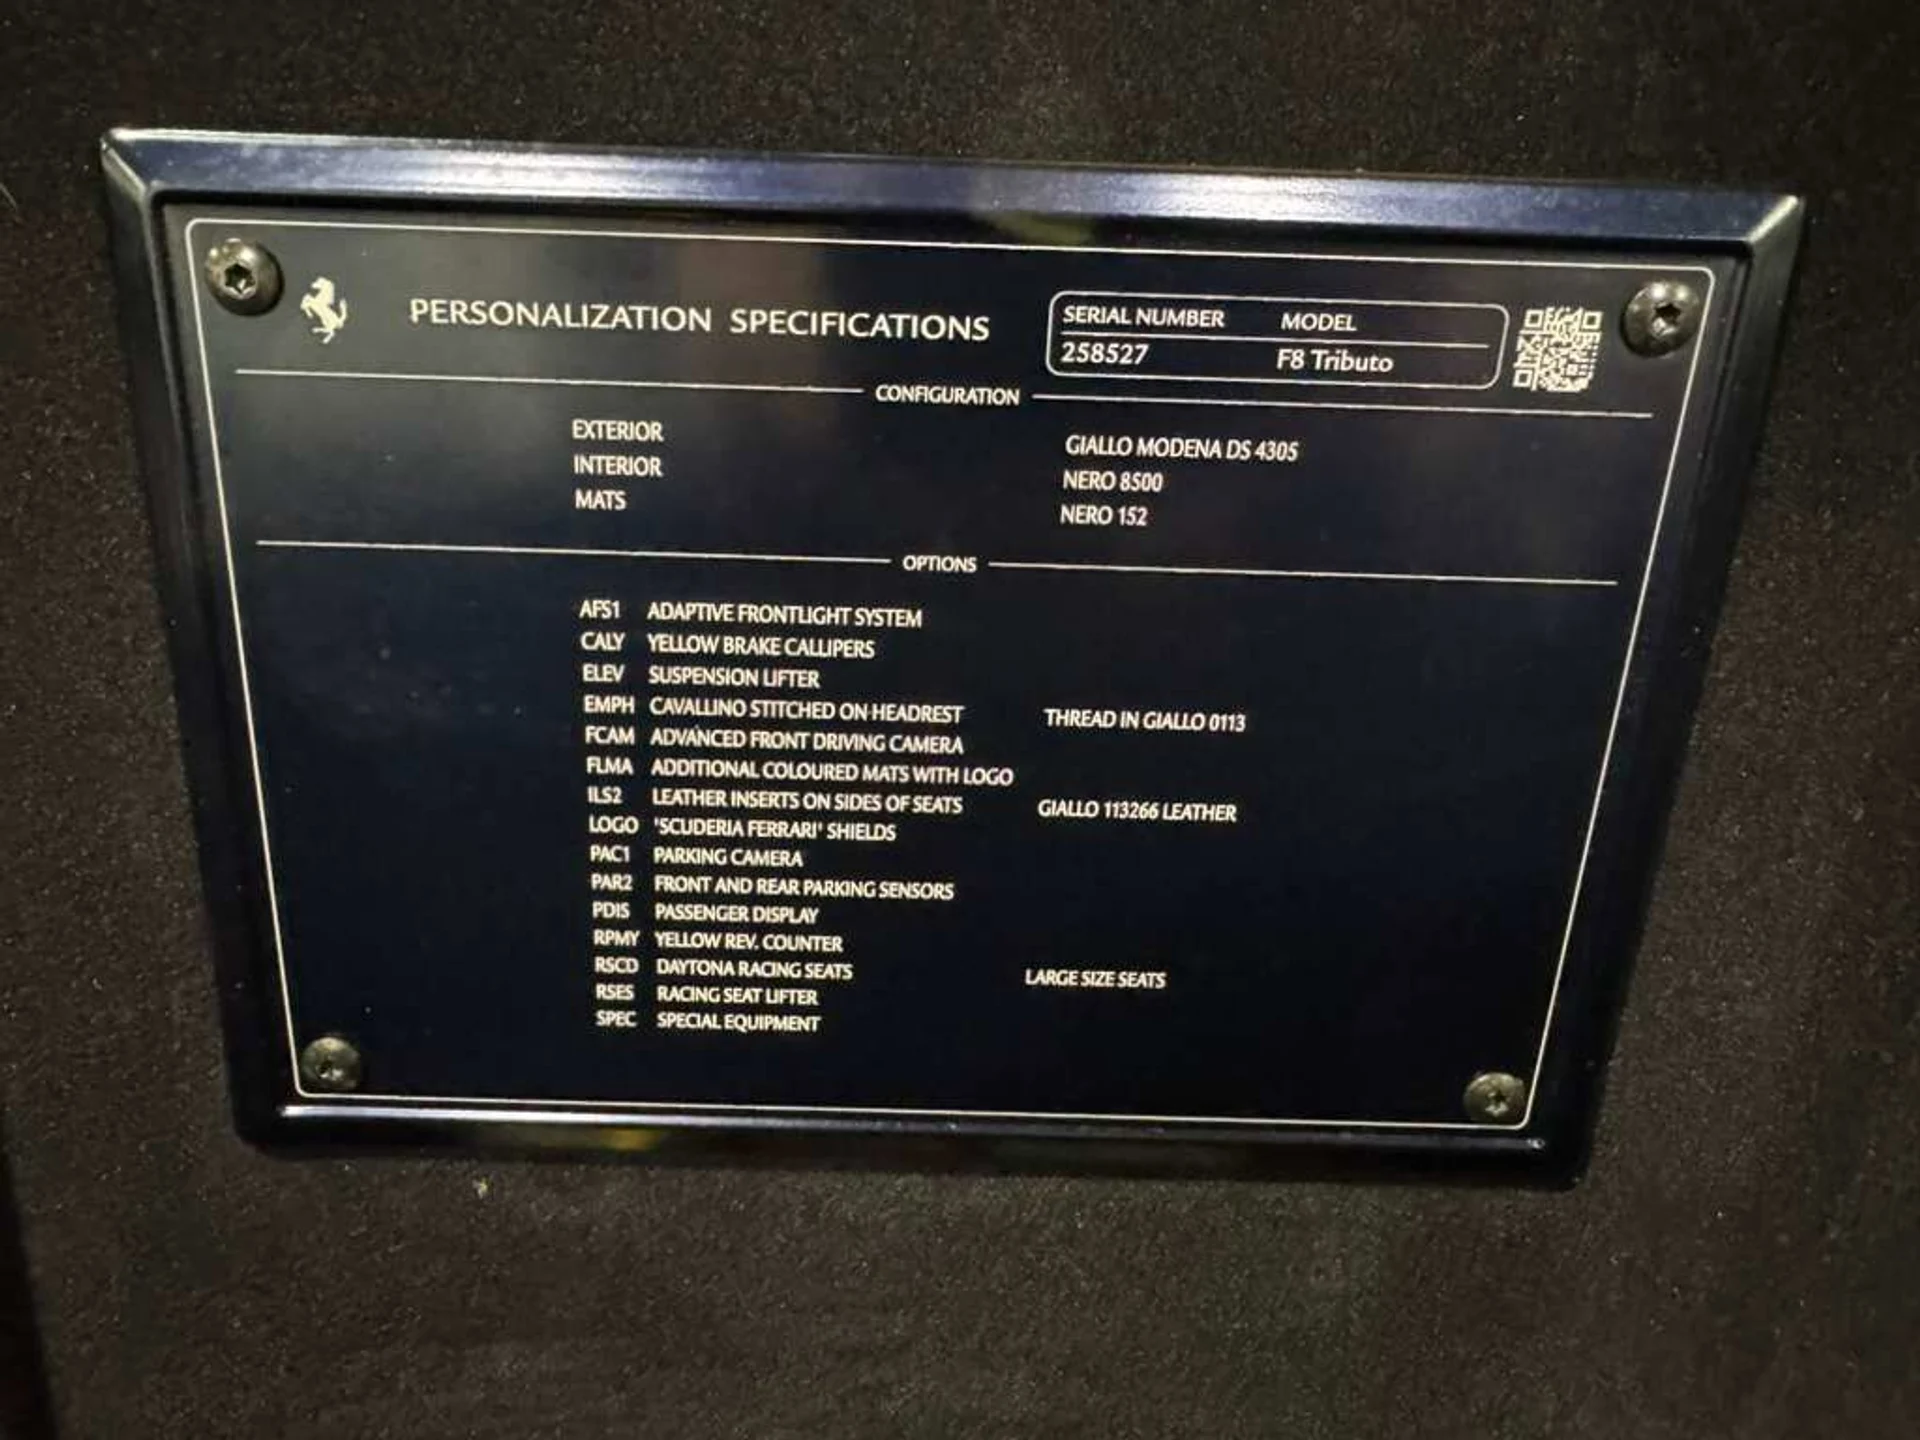 PERSONALIZATION SPECIFICATIONS
SERIAL NUMBER MODEL
258527 F8 Tributo
CONFIGURATION
EXTERIOR GIALLO MODENA DS 4305
INTERIOR NERO 8500
MATS NERO 152
OPTIONS
AFS1 ADAPTIVE FRONTLIGHT SYSTEM
CALY YELLOW BRAKE CALLIPERS
ELEV SUSPENSION LIFTER
EMPH CAVALLINO STITCHED ON HEADREST THREAD IN GIALLO 0113
FCAM ADVANCED FRONT DRIVING CAMERA
FLMA ADDITIONAL COLOURED MATS WITH LOGO
ILS2 LEATHER INSERTS ON SIDES OF SEATS GIALLO 113266 LEATHER
LOGO 'SCUDERIA FERRARI' SHIELDS
PAC1 PARKING CAMERA
PAR2 FRONT AND REAR PARKING SENSORS
PDIS PASSENGER DISPLAY
RPMY YELLOW REV. COUNTER
RSCD DAYTONA RACING SEATS LARGE SIZE SEATS
RSES RACING SEAT LIFTER
SPEC SPECIAL EQUIPMENT